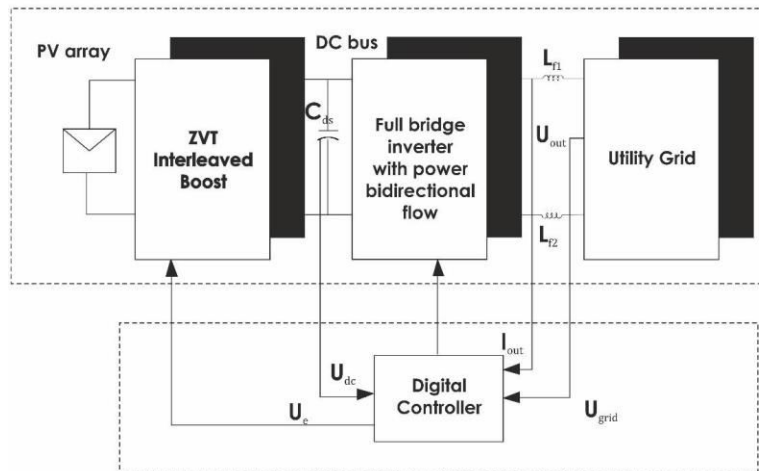 PV array
DC bus
ZVT
Interleaved
Boost
C ds
Full bridge
inverter
with power
bidirectional
flow
L f1
U out
L f2
Utility Grid
I out
U dc
Digital
Controller
U e
U grid